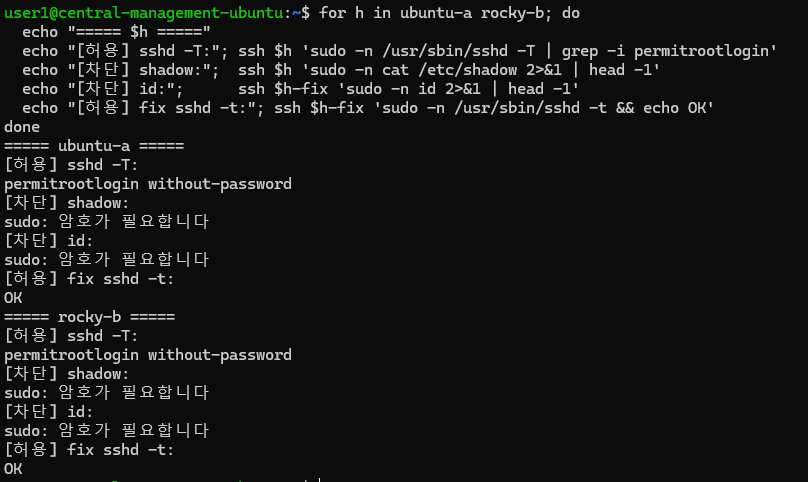 user1@central-management-ubuntu:~$ for h in ubuntu-a rocky-b; do
  echo "===== $h ====="
  echo "[허용] sshd -T:"; ssh $h 'sudo -n /usr/sbin/sshd -T | grep -i permitrootlogin'
  echo "[차단] shadow:";  ssh $h 'sudo -n cat /etc/shadow 2>&1 | head -1'
  echo "[차단] id:";      ssh $h-fix 'sudo -n id 2>&1 | head -1'
  echo "[허용] fix sshd -t:"; ssh $h-fix 'sudo -n /usr/sbin/sshd -t && echo OK'
done
===== ubuntu-a =====
[허용] sshd -T:
permitrootlogin without-password
[차단] shadow:
sudo: 암호가 필요합니다
[차단] id:
sudo: 암호가 필요합니다
[허용] fix sshd -t:
OK
===== rocky-b =====
[허용] sshd -T:
permitrootlogin without-password
[차단] shadow:
sudo: 암호가 필요합니다
[차단] id:
sudo: 암호가 필요합니다
[허용] fix sshd -t:
OK